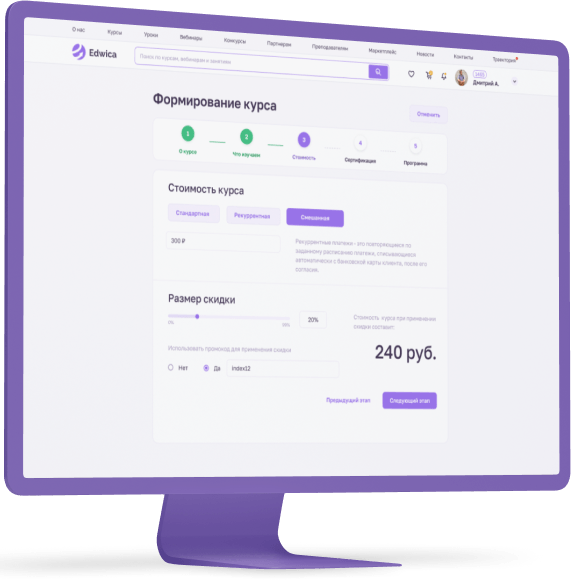 О нас Курсы Уроки Вебинары Конкурсы Партнерам Преподавателям Маркетплейс Новости Контакты Траектория
Edwica
Поиск по курсам, вебинарам и занятиям
Дмитрий А.
Формирование курса
Отменить
1 2 3 4 5
О курсе Что изучаем Стоимость Сертификация Программа
Стоимость курса
Стандартная Рекуррентная Смешанная
300 ₽
Рекуррентные платежи - это повторяющиеся по
заданному расписанию платежи, списывающиеся
автоматически с банковской карты клиента, после его
согласия.
Размер скидки
20%
Стоимость курса при применении
скидки составит:
0%
240 руб.
Использовать промокод для применения скидки
Нет Да index12
Предыдущий этап Следующий этап